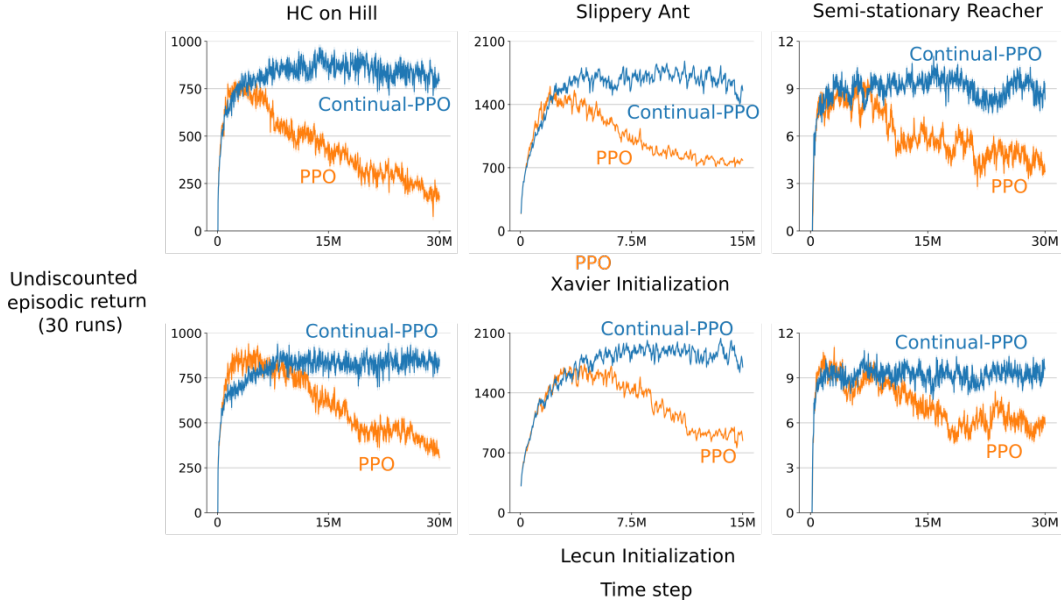 HC on Hill
Slippery Ant
Semi-stationary Reacher
1000
750
500
250
0
Continual-PPO
PPO
0
15M
30M
2100
1400
700
0
Continual-PPO
PPO
0
7.5M
15M
12
9
6
3
0
Continual-PPO
PPO
0
15M
30M
PPO
Xavier Initialization
Undiscounted
episodic return
(30 runs)
1000
750
500
250
0
Continual-PPO
PPO
0
15M
30M
2100
1400
700
0
Continual-PPO
PPO
0
7.5M
15M
12
9
6
3
0
Continual-PPO
PPO
0
15M
30M
Lecun Initialization
Time step